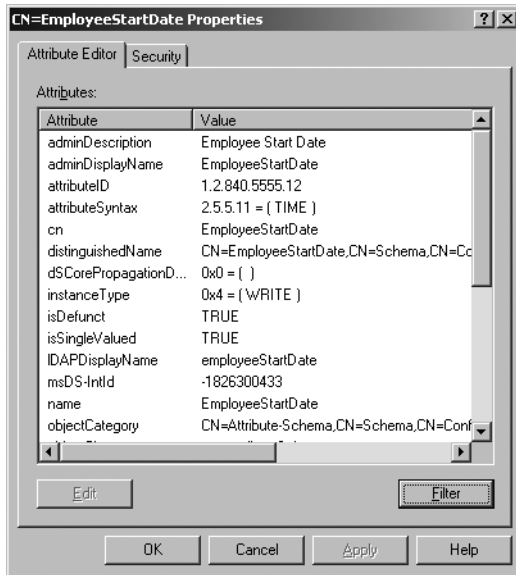 CN=EmployeeStartDate Properties
Attribute Editor Security
Attributes:
Attribute Value
adminDescription Employee Start Date
adminDisplayName EmployeeStartDate
attributeID 1.2.840.5555.12
attributeSyntax 2.5.5.11 = ( TIME )
cn EmployeeStartDate
distinguishedName CN=EmployeeStartDate,CN=Schema,CN=Cc
dSCorePropagationD... 0x0 = ( )
instanceType 0x4 = ( WRITE )
isDefunct TRUE
isSingleValued TRUE
lDAPDisplayName employeeStartDate
msDS-IntId -1826300433
name EmployeeStartDate
objectCategory CN=Attribute-Schema,CN=Schema,CN=Conf
Edit Filter
OK Cancel Apply Help